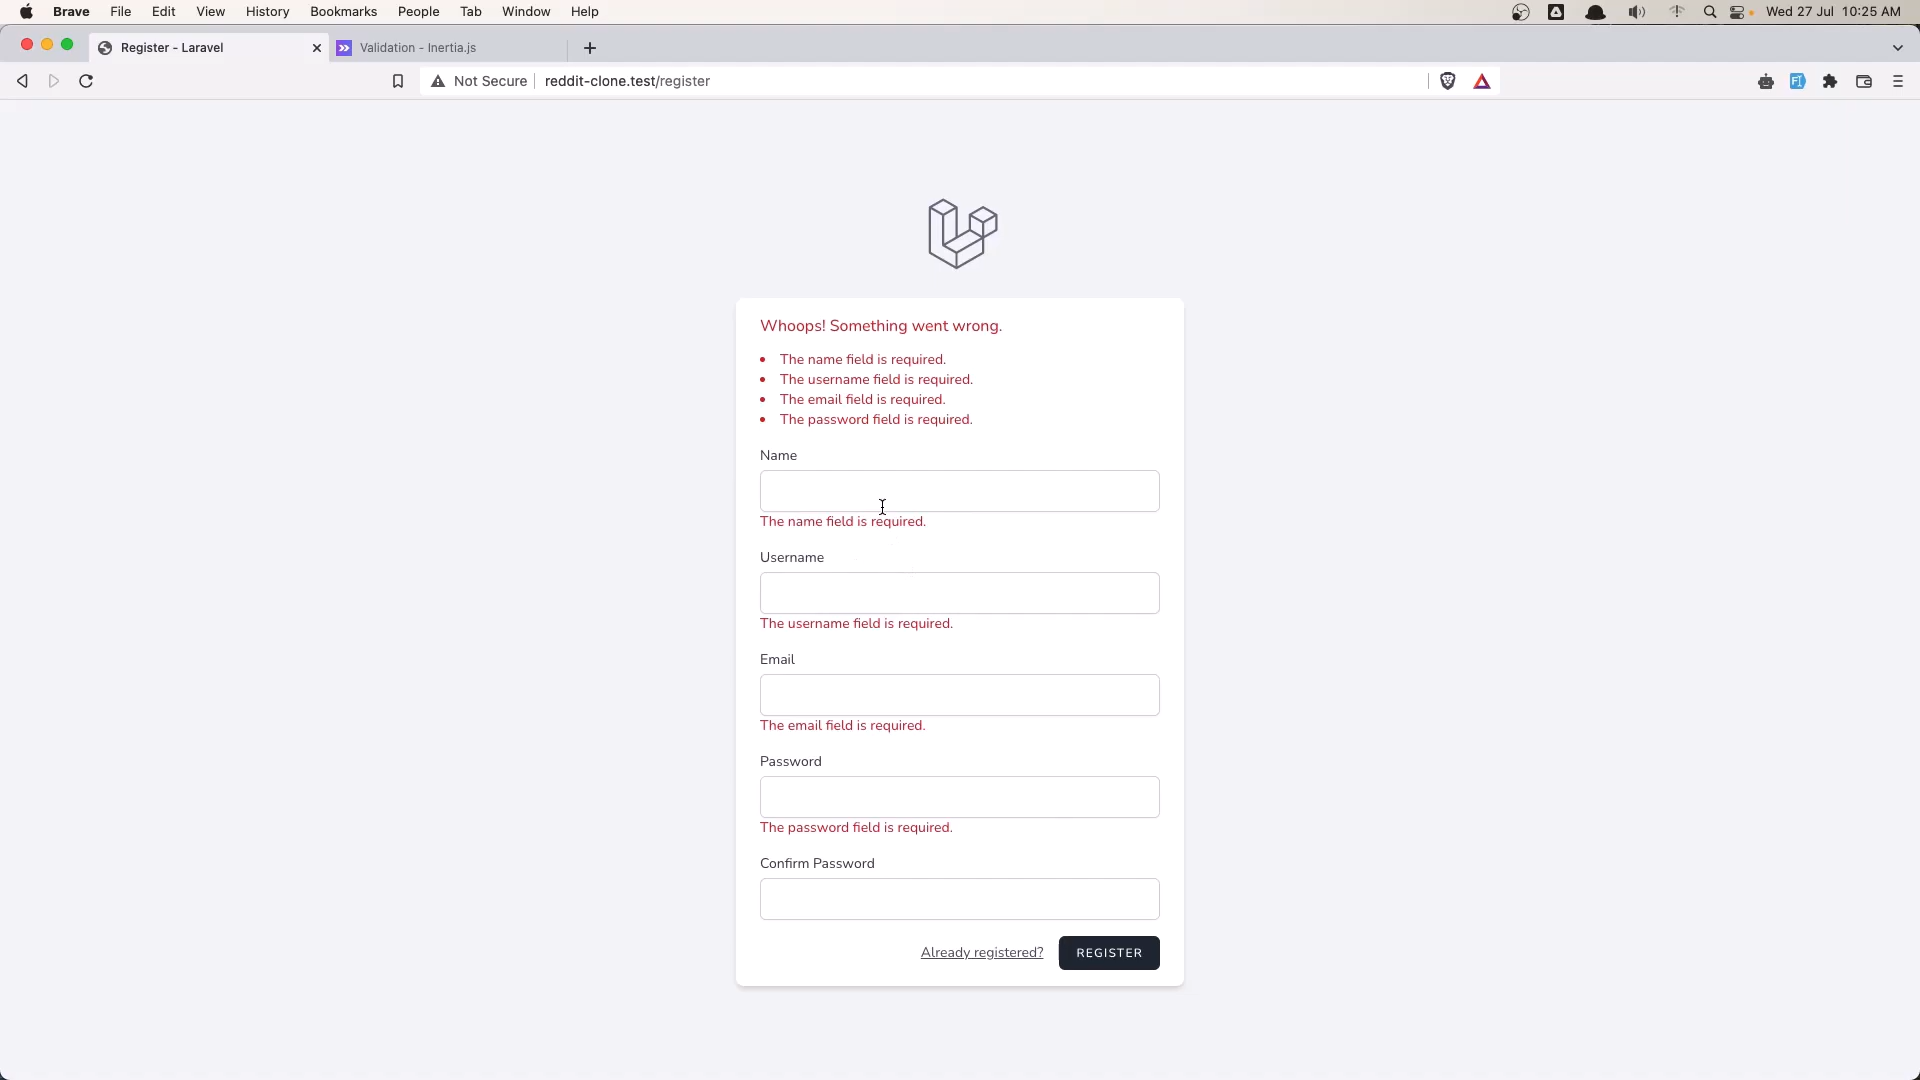 Brave File Edit View History Bookmarks People Tab Window Help Wed 27 Jul 10:25 AM
Register - Laravel Validation - Inertia.js
Not Secure reddit-clone.test/register
Whoops! Something went wrong.
• The name field is required.
• The username field is required.
• The email field is required.
• The password field is required.
Name
The name field is required.
Username
The username field is required.
Email
The email field is required.
Password
The password field is required.
Confirm Password
Already registered? REGISTER